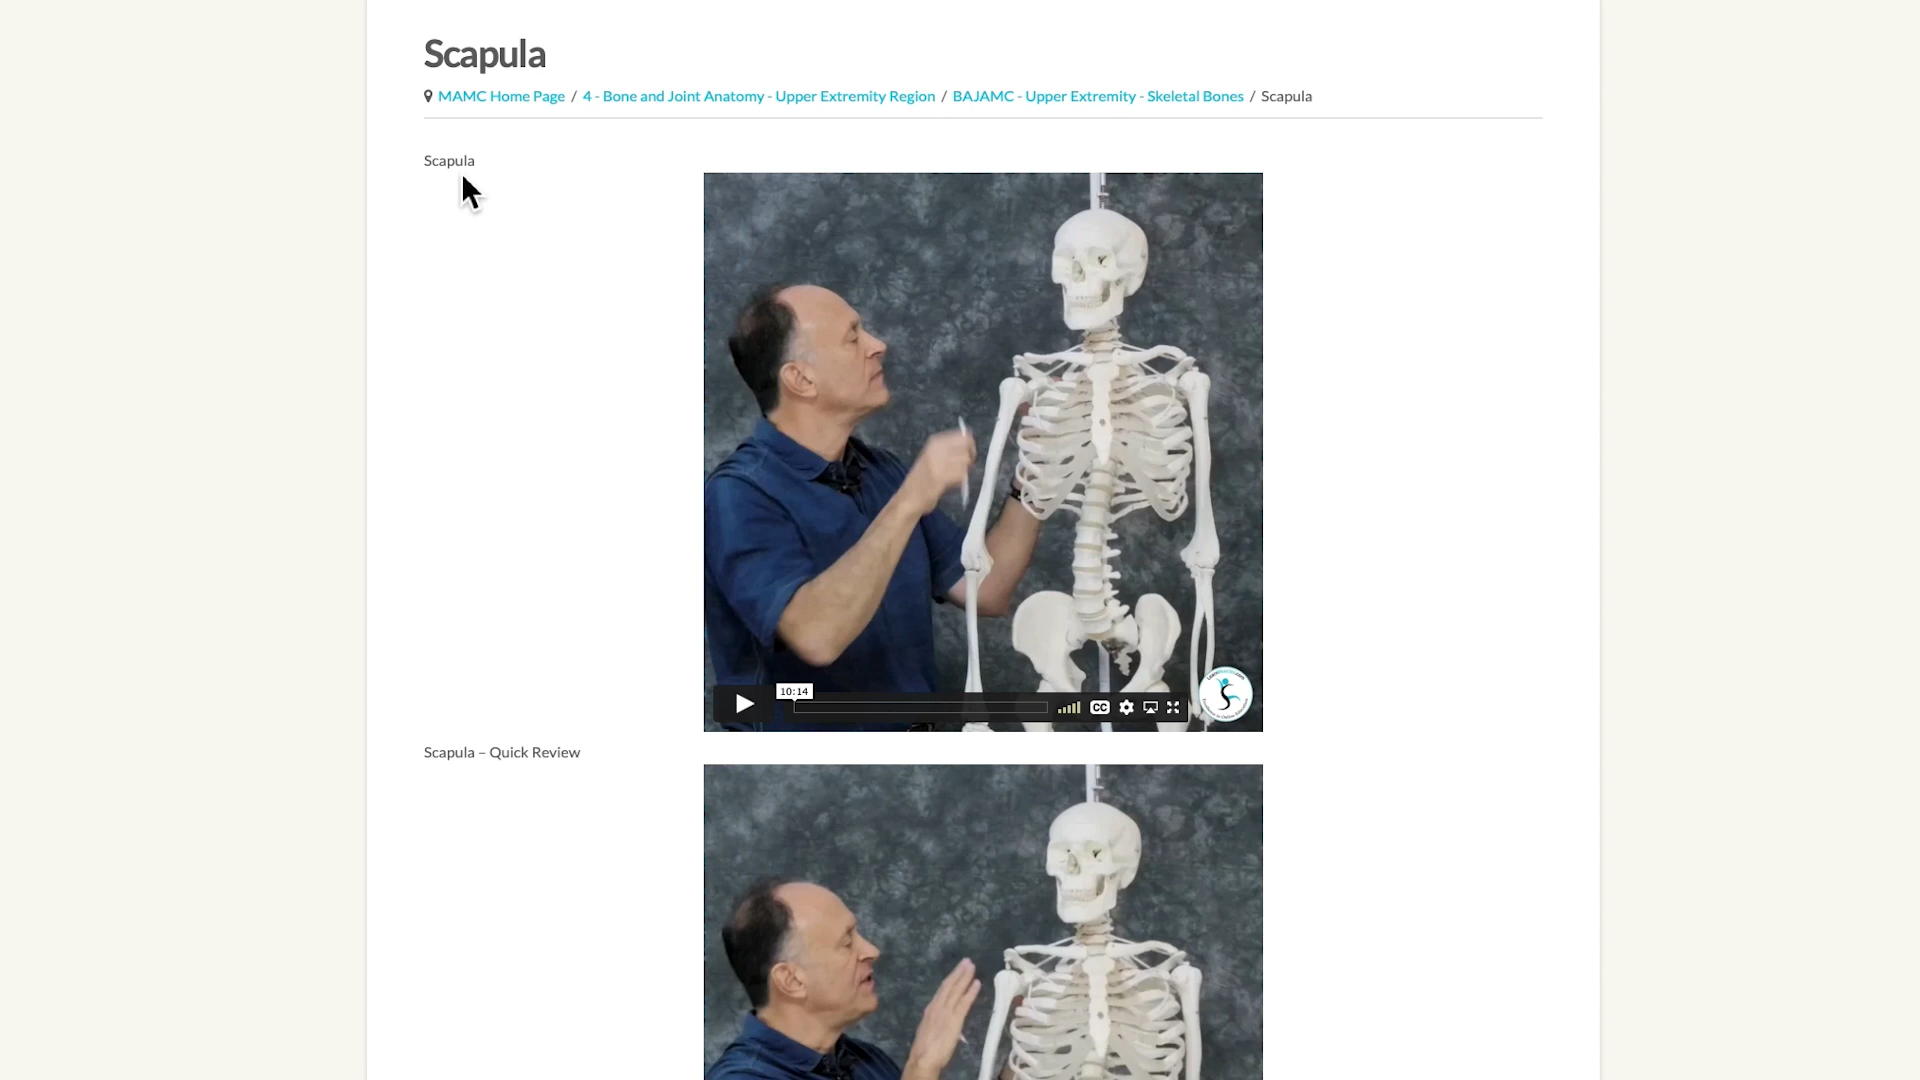 Scapula
MAMC Home Page / 4 - Bone and Joint Anatomy - Upper Extremity Region / BAJAMC - Upper Extremity - Skeletal Bones / Scapula
Scapula
10:14
CC
Scapula – Quick Review